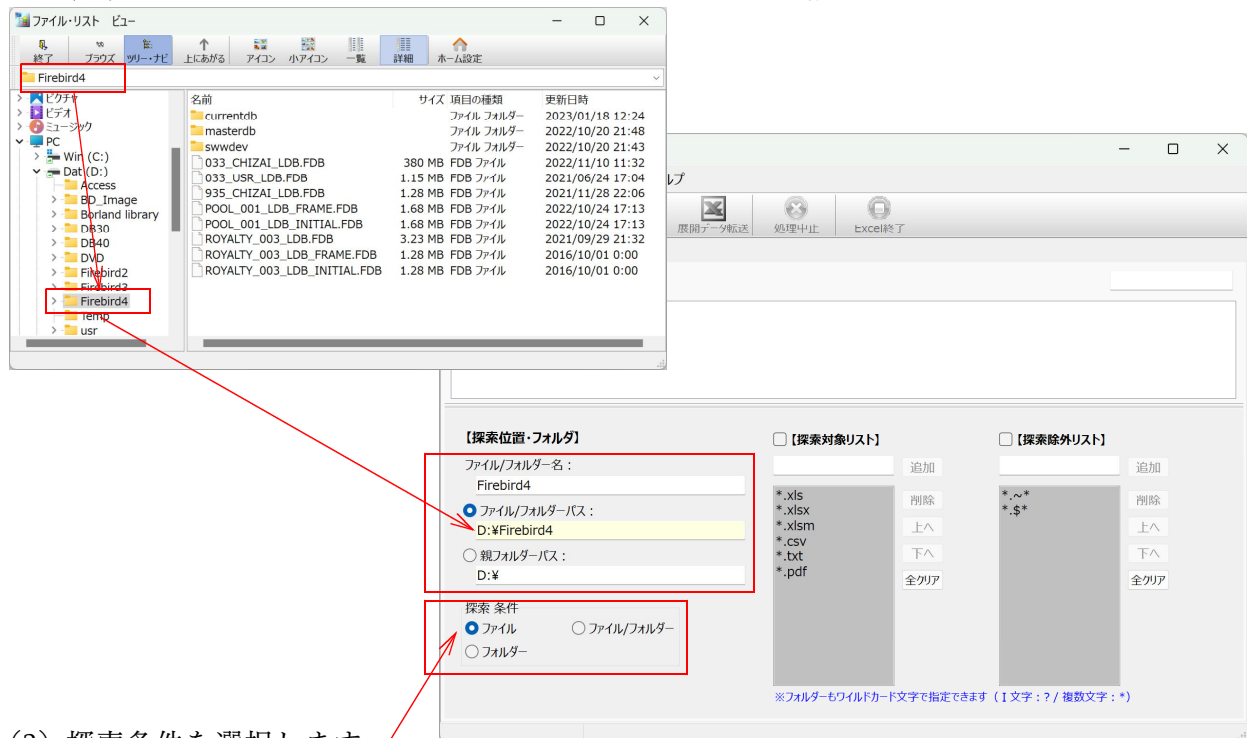 ファイル・リスト ビュー
終了 ブラウズ ツリー・ナビ 上にあがる アイコン 小アイコン 一覧 詳細 ホーム設定
Firebird4
ピクチャ
ビデオ
ミュージック
PC
Win (C:)
Dat (D:)
Access
BD_Image
Borland library
DB30
DB40
DVD
Firebird2
Firebird3
Firebird4
Temp
usr
名前 サイズ 項目の種類 更新日時
currentdb ファイル フォルダー 2023/01/18 12:24
masterdb ファイル フォルダー 2022/10/20 21:48
swwdev ファイル フォルダー 2022/10/20 21:43
033_CHIZAI_LDB.FDB 380 MB FDB ファイル 2022/11/10 11:32
033_USR_LDB.FDB 1.15 MB FDB ファイル 2021/06/24 17:04
935_CHIZAI_LDB.FDB 1.28 MB FDB ファイル 2021/11/28 22:06
POOL_001_LDB_FRAME.FDB 1.68 MB FDB ファイル 2022/10/24 17:13
POOL_001_LDB_INITIAL.FDB 1.68 MB FDB ファイル 2022/10/24 17:13
ROYALTY_003_LDB.FDB 3.23 MB FDB ファイル 2021/09/29 21:32
ROYALTY_003_LDB_FRAME.FDB 1.28 MB FDB ファイル 2016/10/01 0:00
ROYALTY_003_LDB_INITIAL.FDB 1.28 MB FDB ファイル 2016/10/01 0:00
ルプ
展開データ転送 処理中止 Excel終了
【探索位置・フォルダ】
ファイル/フォルダー名：
Firebird4
ファイル/フォルダーパス：
D:¥Firebird4
親フォルダーパス：
D:¥
探索 条件
ファイル ファイル/フォルダー
フォルダー
【探索対象リスト】
追加
*.xls
*.xlsx
*.xlsm
*.csv
*.txt
*.pdf
削除
上へ
下へ
全クリア
【探索除外リスト】
追加
*.~*
*.$*
削除
上へ
下へ
全クリア
※フォルダーもワイルドカード文字で指定できます（１文字：? / 複数文字：*）
探索条件を選択します